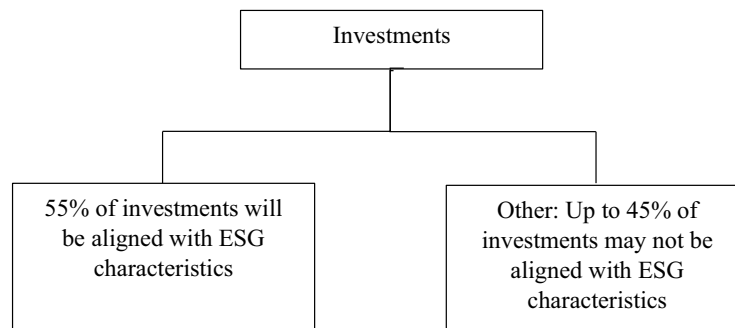 Investments
55% of investments will
be aligned with ESG
characteristics
Other: Up to 45% of
investments may not be
aligned with ESG
characteristics